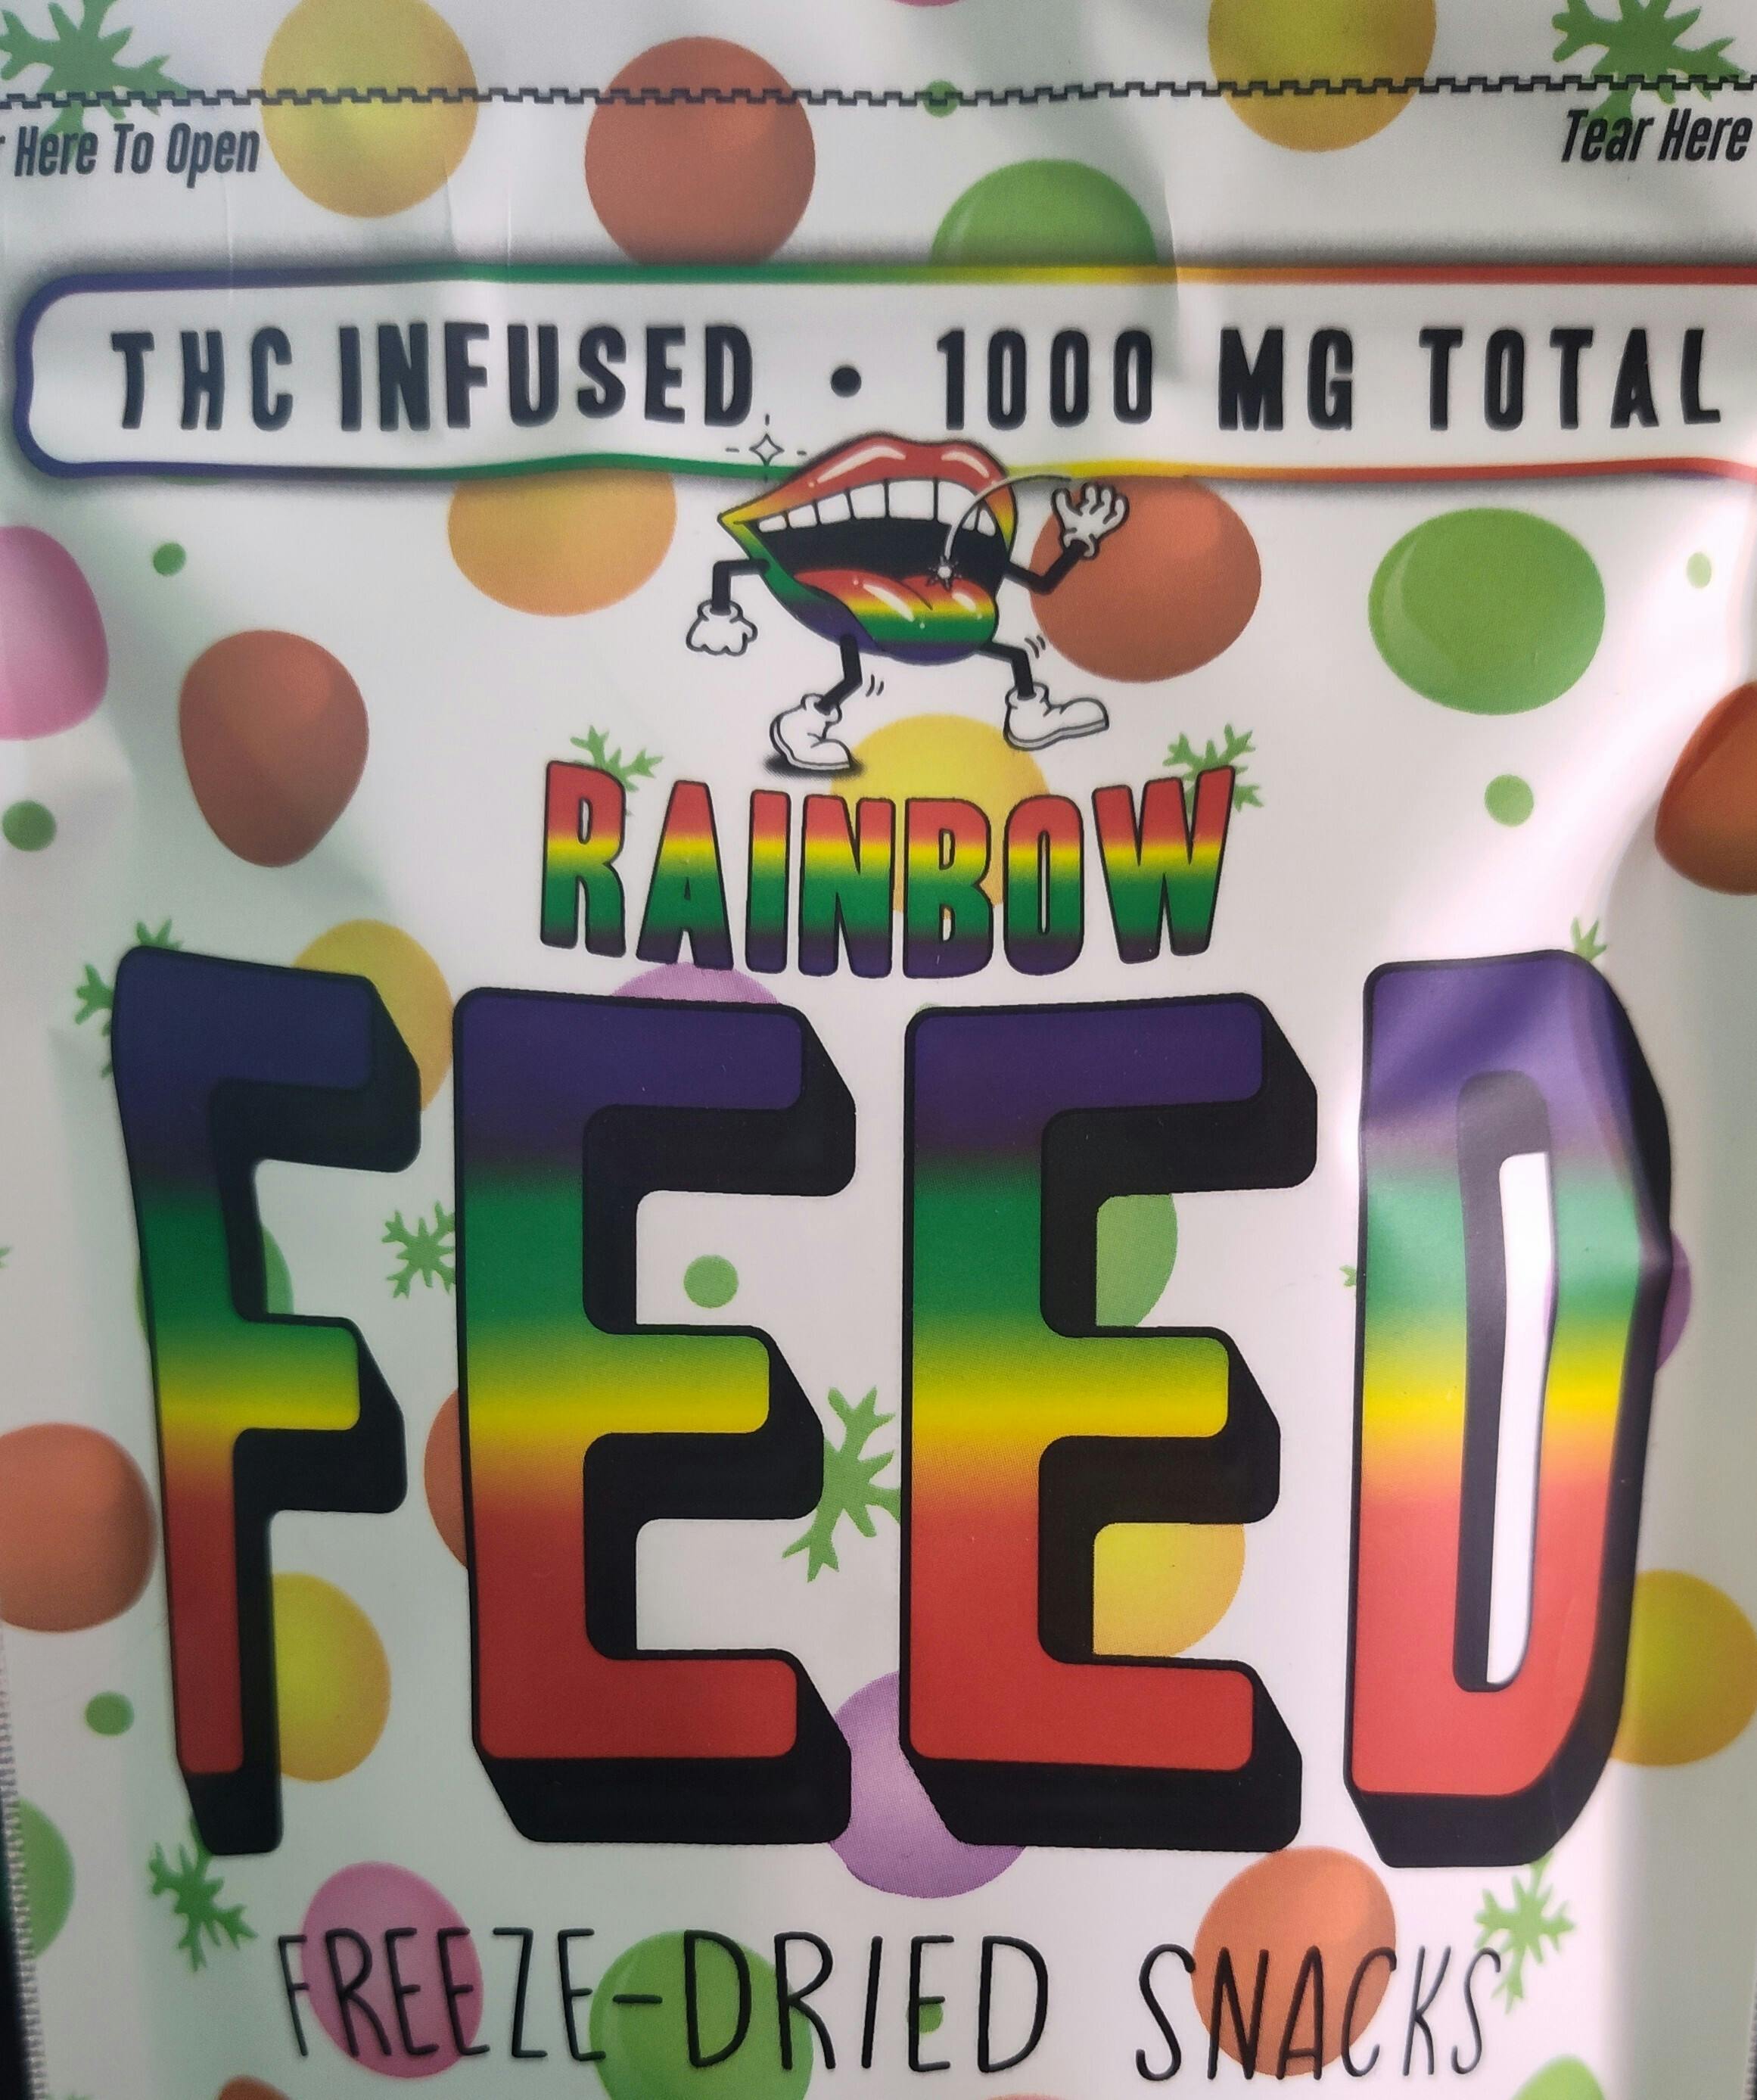 Here To Open
Tear Here
THC INFUSED • 1000 MG TOTAL
RAINBOW
FEED
FREEZE-DRIED SNACKS